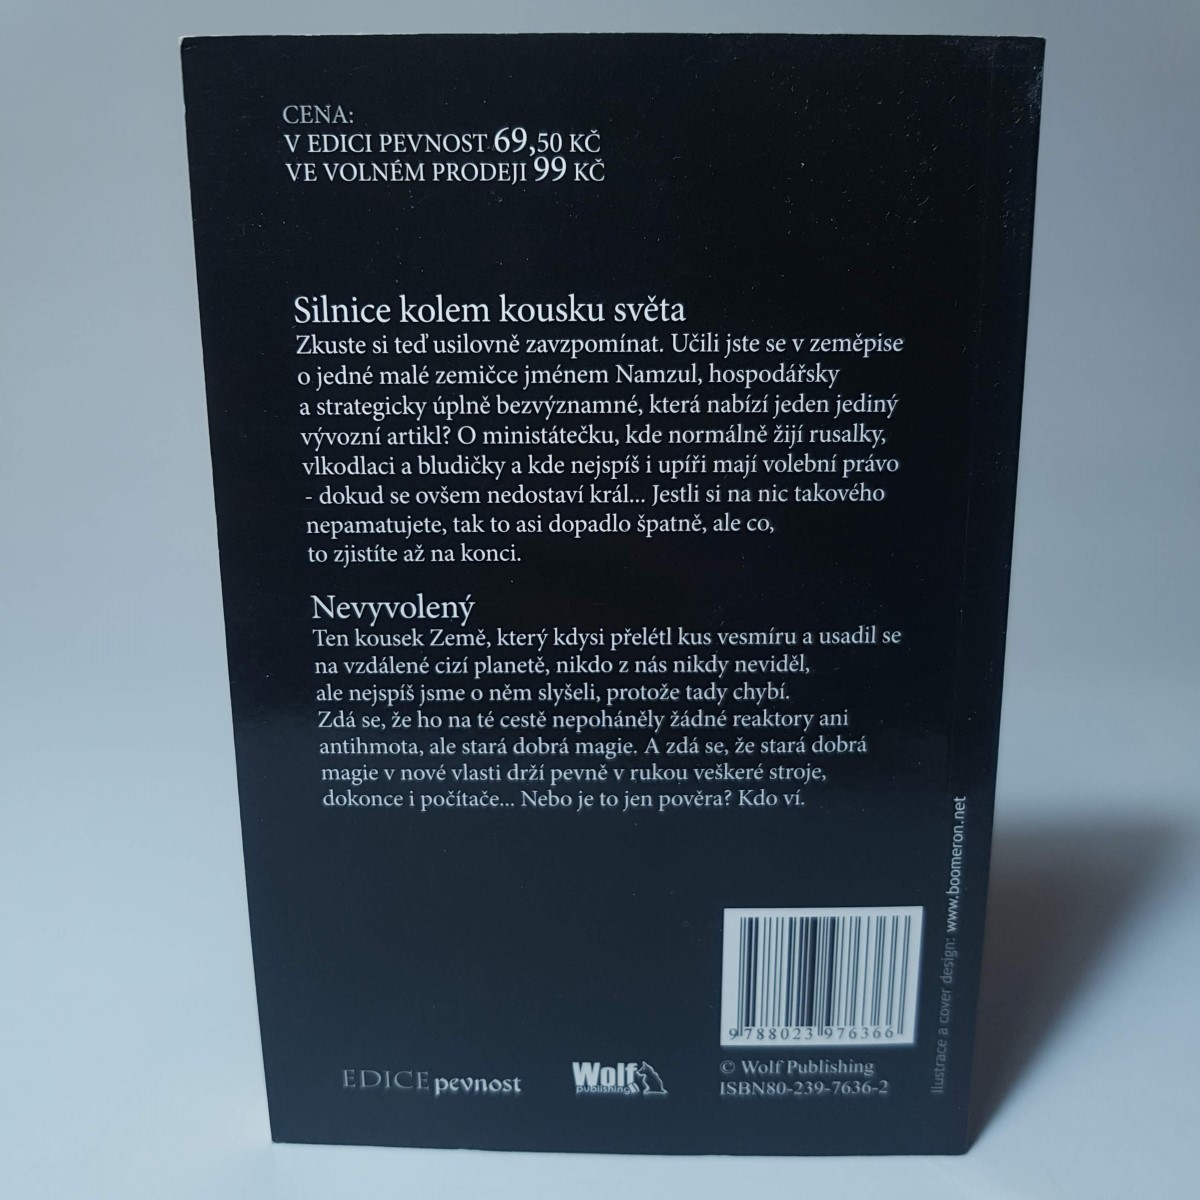 CENA:
V EDICI PEVNOST 69,50 KČ
VE VOLNÉM PRODEJI 99 KČ
Silnice kolem kousku světa
Zkuste si teď usilovně zavzpomínat. Učili jste se v zeměpise
o jedné malé zemičce jménem Namzul, hospodářsky
a strategicky úplně bezvýznamné, která nabízí jeden jediný
vývozní artikl? O ministátečku, kde normálně žijí rusalky,
vlkodlaci a bludičky a kde nejspíš i upíři mají volební právo
- dokud se ovšem nedostaví král... Jestli si na nic takového
nepamatujete, tak to asi dopadlo špatně, ale co,
to zjistíte až na konci.
Nevyvolený
Ten kousek Země, který kdysi přelétl kus vesmíru a usadil se
na vzdálené cizí planetě, nikdo z nás nikdy neviděl,
ale nejspíš jsme o něm slyšeli, protože tady chybí.
Zdá se, že ho na té cestě nepoháněly žádné reaktory ani
antihmota, ale stará dobrá magie. A zdá se, že stará dobrá
magie v nové vlasti drží pevně v rukou veškeré stroje,
dokonce i počítače... Nebo je to jen pověra? Kdo ví.
Ilustrace a cover design: www.boomeron.net
9 788023 976366
EDICE pevnost
Wolf
publishing
© Wolf Publishing
ISBN80-239-7636-2